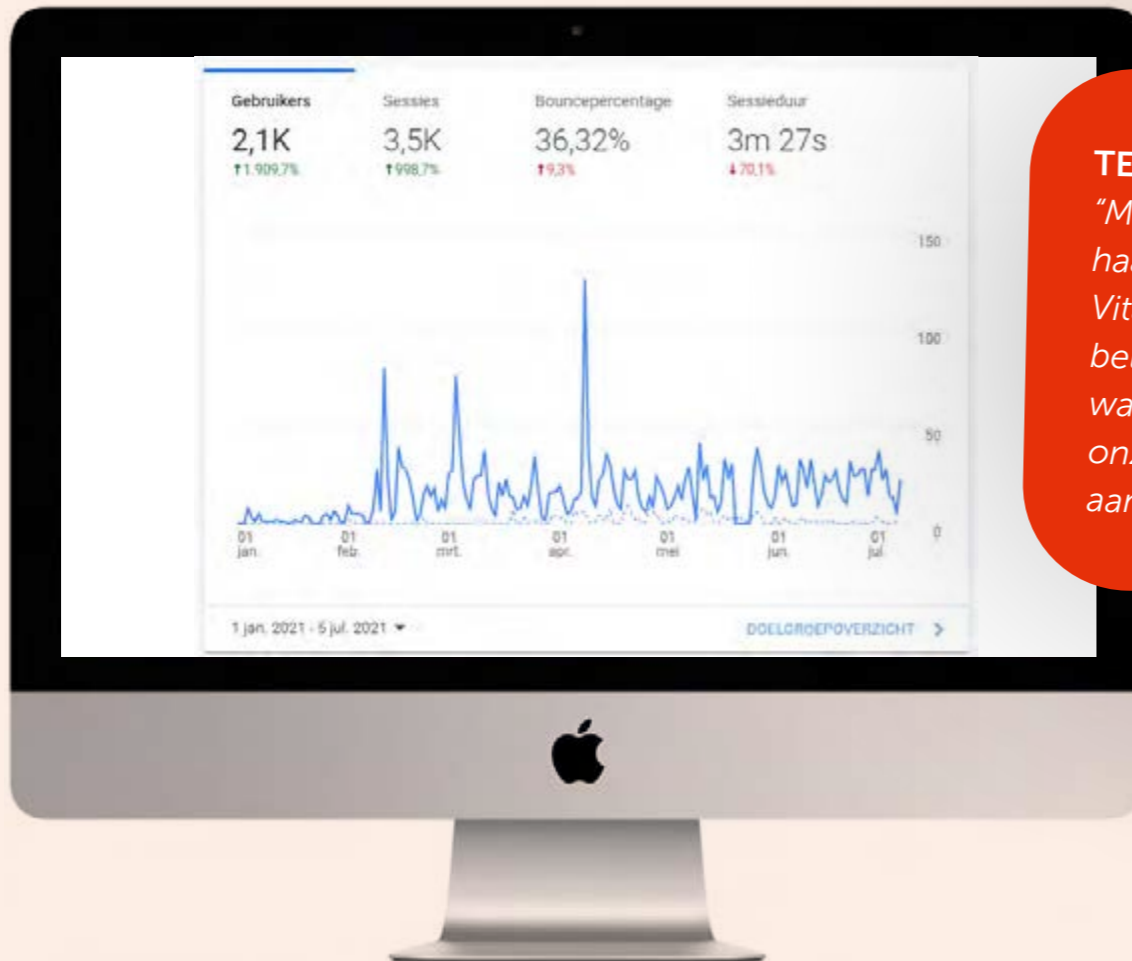 Gebruikers Sessies Bouncepercentage Sessieduur
2,1K 3,5K 36,32% 3m 27s
↑1.909,7% ↑998,7% ↑9,3% ↓70,1%
150
100
50
0
01 01 01 01 01 01 01
jan. feb. mrt. apr. mei jun. jul.
1 jan. 2021 - 5 jul. 2021 DOELGROEPOVERZICHT
TE
“M
haa
Vit
be
wa
on
aan